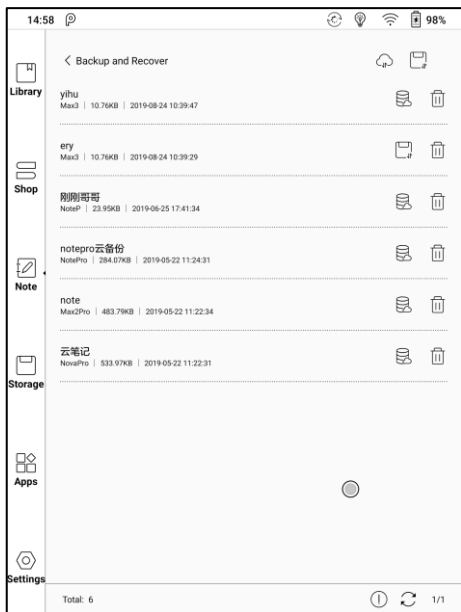 14:58
98%
Backup and Recover
Library
yihu
Max3 | 10.76KB | 2019-08-24 10:39:47
ery
Max3 | 10.76KB | 2019-08-24 10:39:29
Shop
刚刚哥哥
NoteP | 23.95KB | 2019-06-25 17:41:34
notepro云备份
NotePro | 284.07KB | 2019-05-22 11:24:31
Note
note
Max2Pro | 483.79KB | 2019-05-22 11:22:34
云笔记
NovaPro | 533.97KB | 2019-05-22 11:22:31
Storage
Apps
Settings
Total: 6
1/1